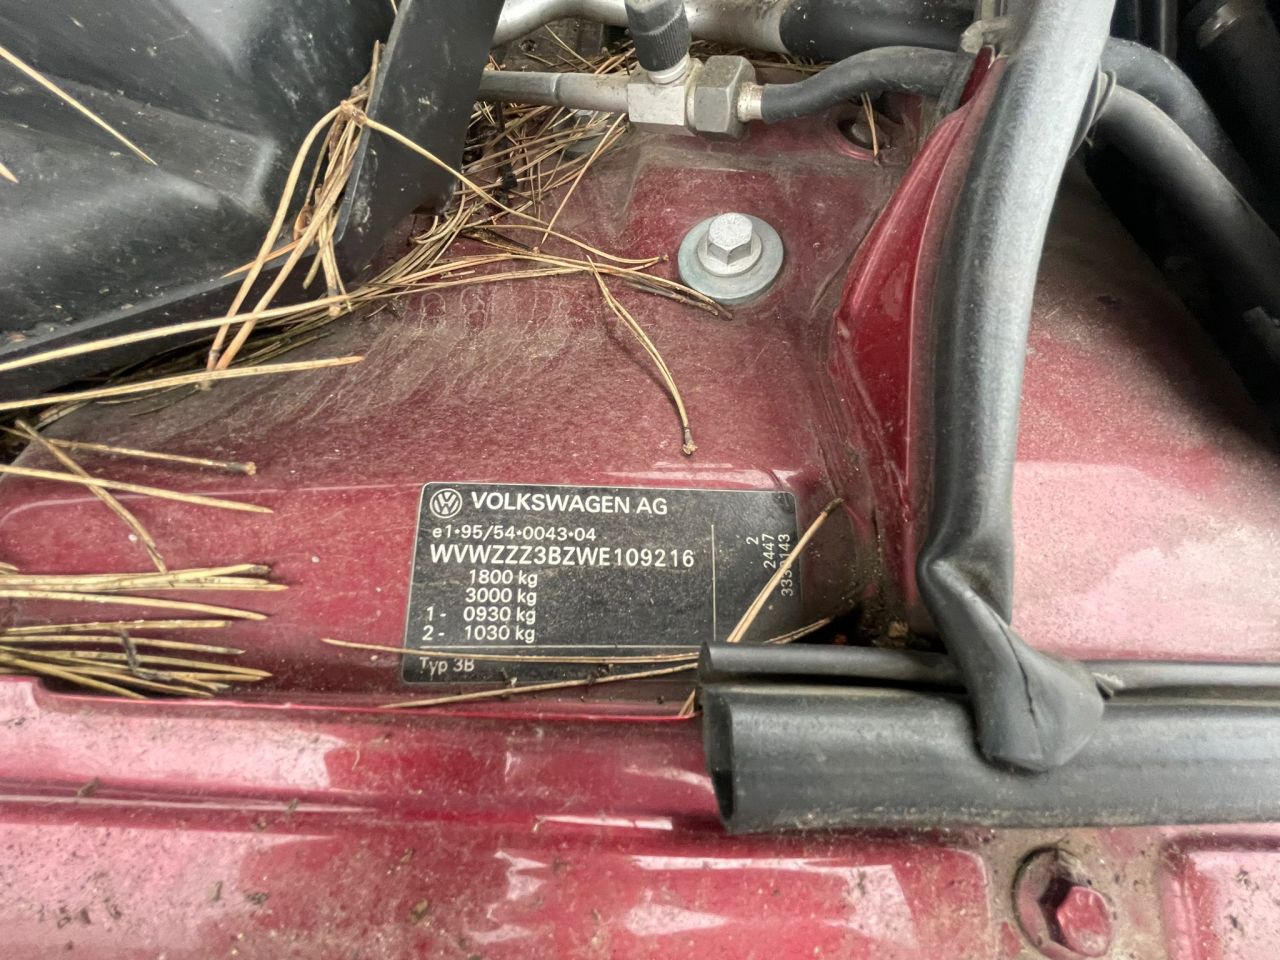 VOLKSWAGEN AG
e1*95/54*0043*04
WVWZZZ3BZWE109216
1800 kg
3000 kg
1- 0930 kg
2- 1030 kg
Typ 3B
2
2447